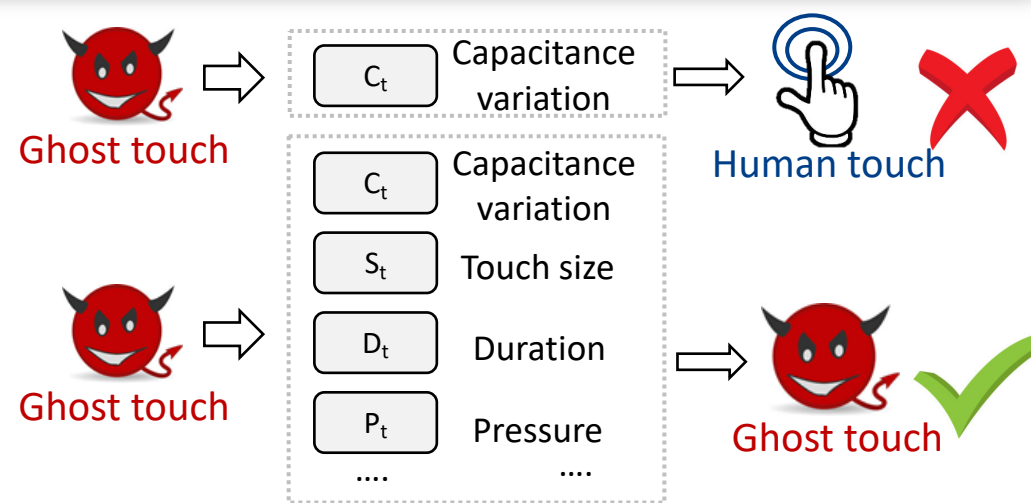 Cₜ Capacitance
variation
Ghost touch
Human touch
Cₜ Capacitance
variation
Sₜ Touch size
Dₜ Duration
Ghost touch
Pₜ Pressure
Ghost touch
.... ....